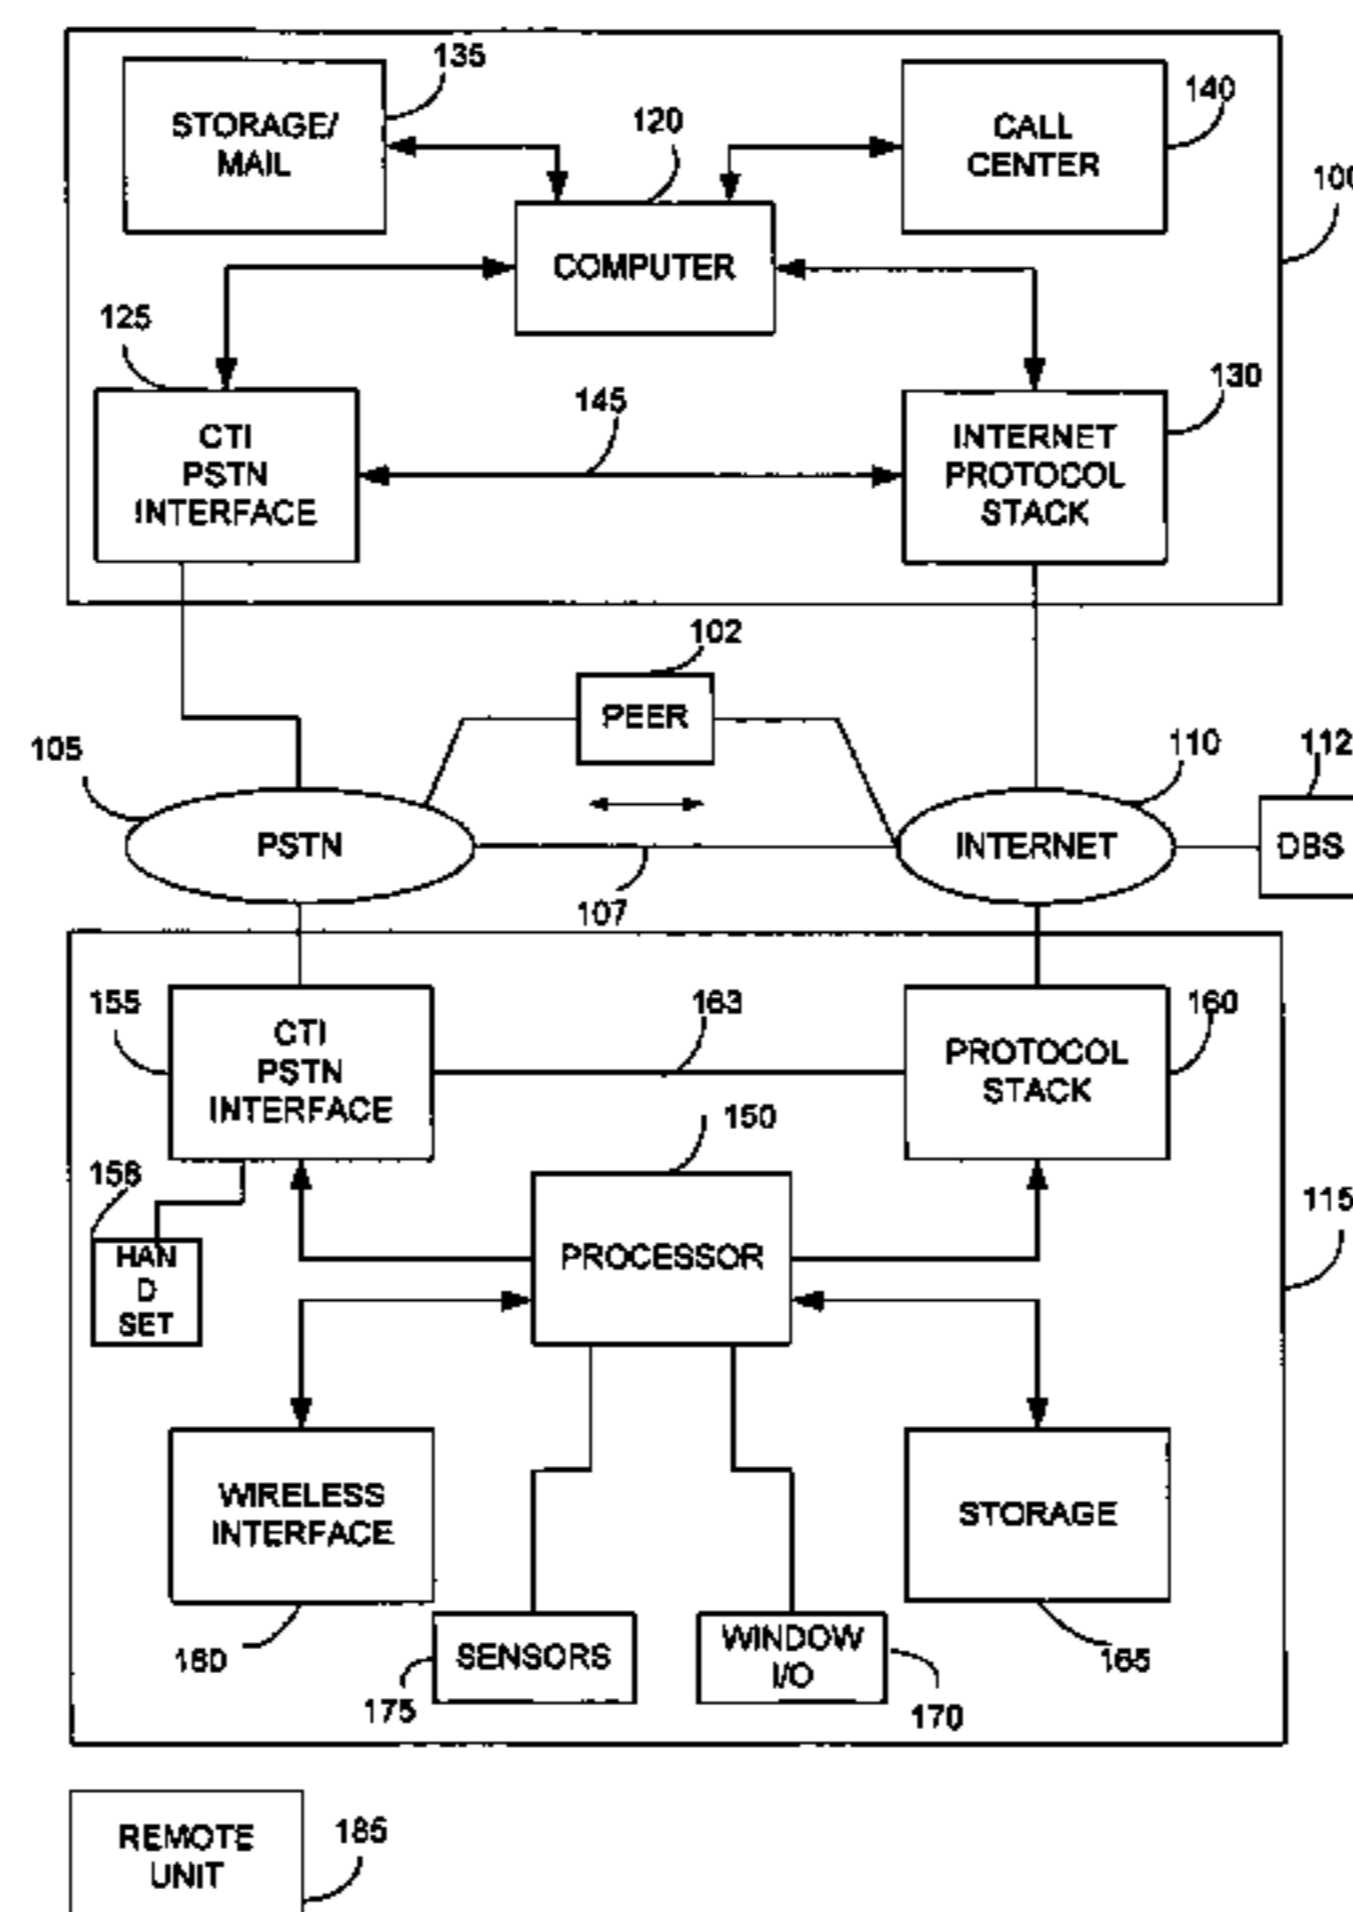 135
STORAGE/
MAIL
120
CALL
CENTER
140
100
COMPUTER
125
130
145
CTI
PSTN
INTERFACE
INTERNET
PROTOCOL
STACK
102
PEER
105
110
112
PSTN
INTERNET
DBS
107
155
163
160
CTI
PSTN
INTERFACE
PROTOCOL
STACK
150
158
115
HAN
D
SET
PROCESSOR
WIRELESS
INTERFACE
STORAGE
SENSORS
WINDOW
I/O
165
175
170
REMOTE
UNIT
185